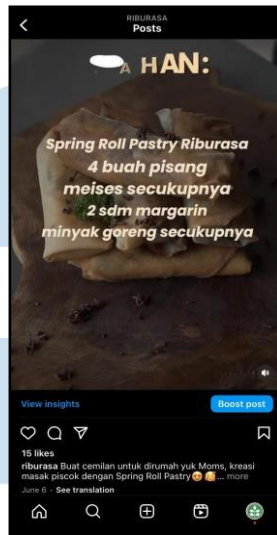 RIBURASA
Posts
HAN:
Spring Roll Pastry Riburasa
4 buah pisang
meises secukupnya
2 sdm margarin
minyak goreng secukupnya
View insights
Boost post
15 likes
riburasa Buat cemilan untuk dirumah yuk Moms, kreasi
masak piscok dengan Spring Roll Pastry😍🥰... more
June 6 · See translation